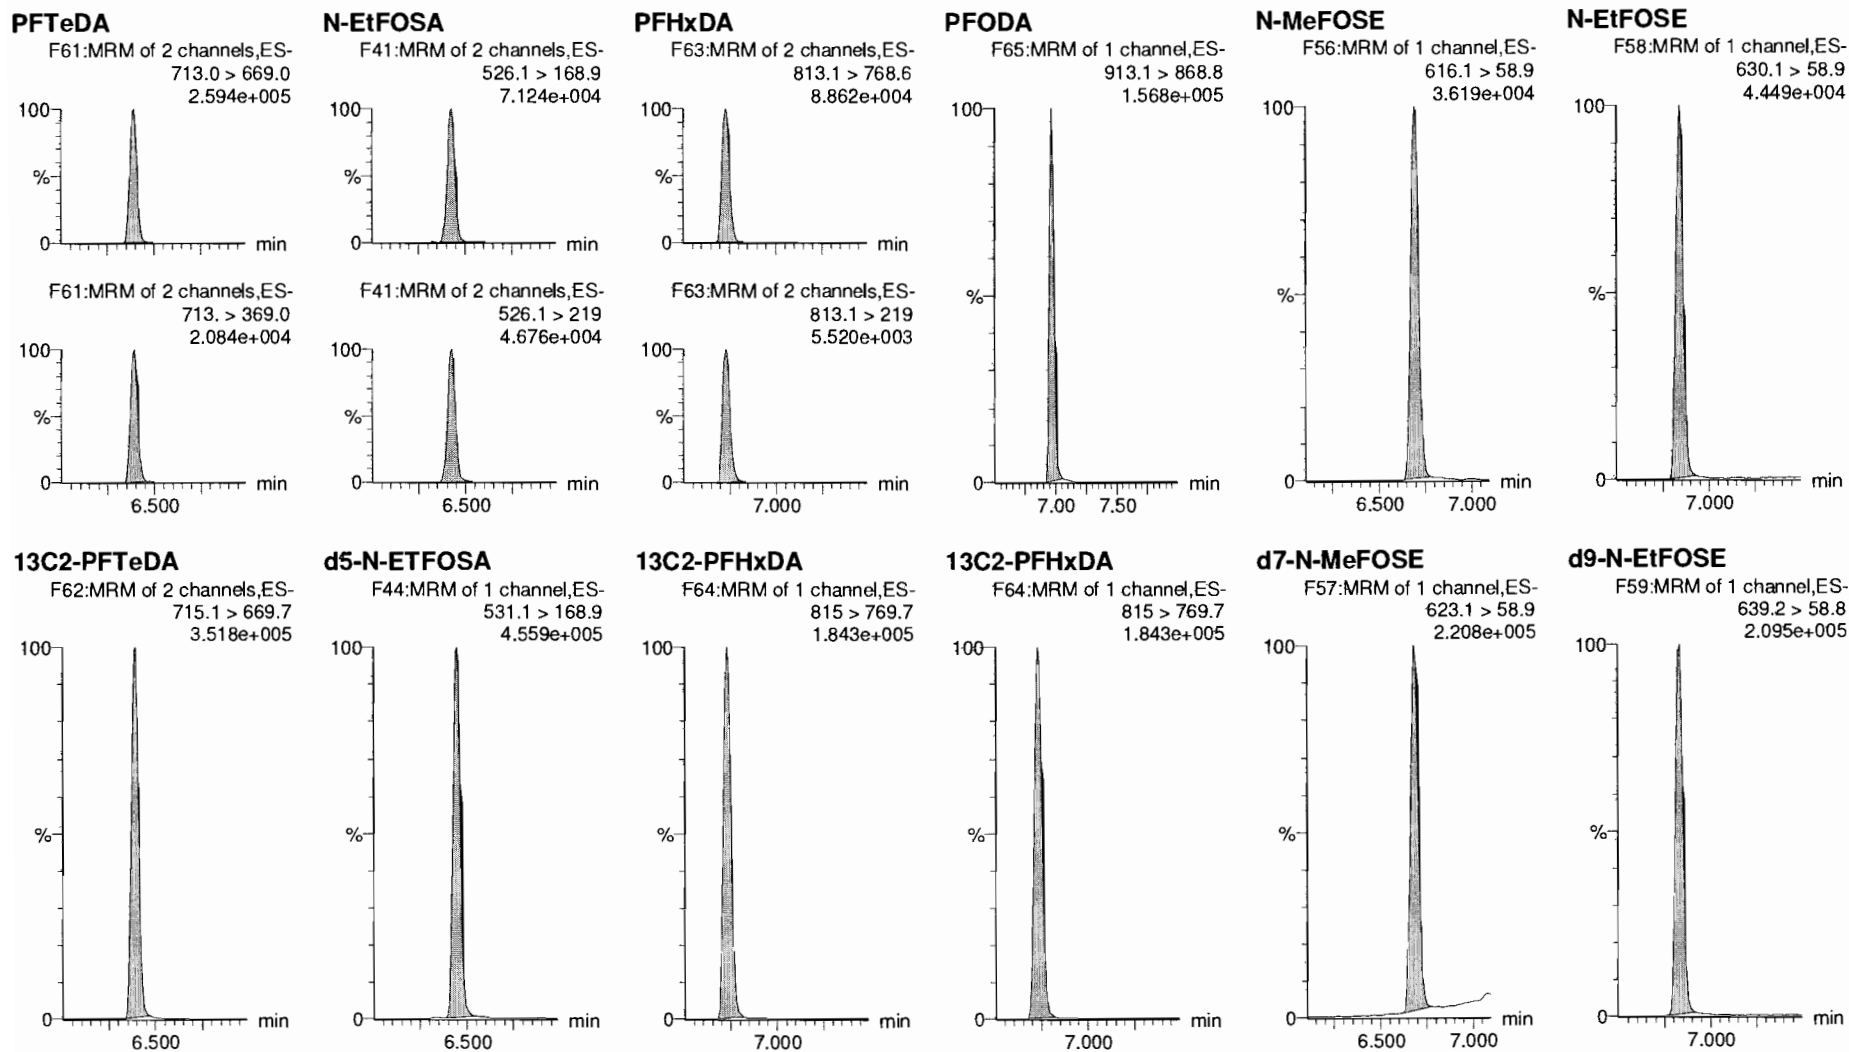 PFTeDA
F61:MRM of 2 channels,ES-
713.0 > 669.0
2.594e+005
100
%
0
min
F61:MRM of 2 channels,ES-
713. > 369.0
2.084e+004
100
%
0
min
6.500
N-EtFOSA
F41:MRM of 2 channels,ES-
526.1 > 168.9
7.124e+004
100
%
0
min
F41:MRM of 2 channels,ES-
526.1 > 219
4.676e+004
100
%
0
min
6.500
PFHxDA
F63:MRM of 2 channels,ES-
813.1 > 768.6
8.862e+004
100
%
0
min
F63:MRM of 2 channels,ES-
813.1 > 219
5.520e+003
100
%
0
min
7.000
PFODA
F65:MRM of 1 channel,ES-
913.1 > 868.8
1.568e+005
100
%
0
min
7.00 7.50
N-MeFOSE
F56:MRM of 1 channel,ES-
616.1 > 58.9
3.619e+004
100
%
0
min
6.500 7.000
N-EtFOSE
F58:MRM of 1 channel,ES-
630.1 > 58.9
4.449e+004
100
%
0
min
7.000
13C2-PFTeDA
F62:MRM of 2 channels,ES-
715.1 > 669.7
3.518e+005
100
%
0
min
6.500
d5-N-ETFOSA
F44:MRM of 1 channel,ES-
531.1 > 168.9
4.559e+005
100
%
0
min
6.500
13C2-PFHxDA
F64:MRM of 1 channel,ES-
815 > 769.7
1.843e+005
100
%
0
min
7.000
13C2-PFHxDA
F64:MRM of 1 channel,ES-
815 > 769.7
1.843e+005
100
%
0
min
7.000
d7-N-MeFOSE
F57:MRM of 1 channel,ES-
623.1 > 58.9
2.208e+005
100
%
0
min
6.500 7.000
d9-N-EtFOSE
F59:MRM of 1 channel,ES-
639.2 > 58.8
2.095e+005
100
%
0
min
7.000